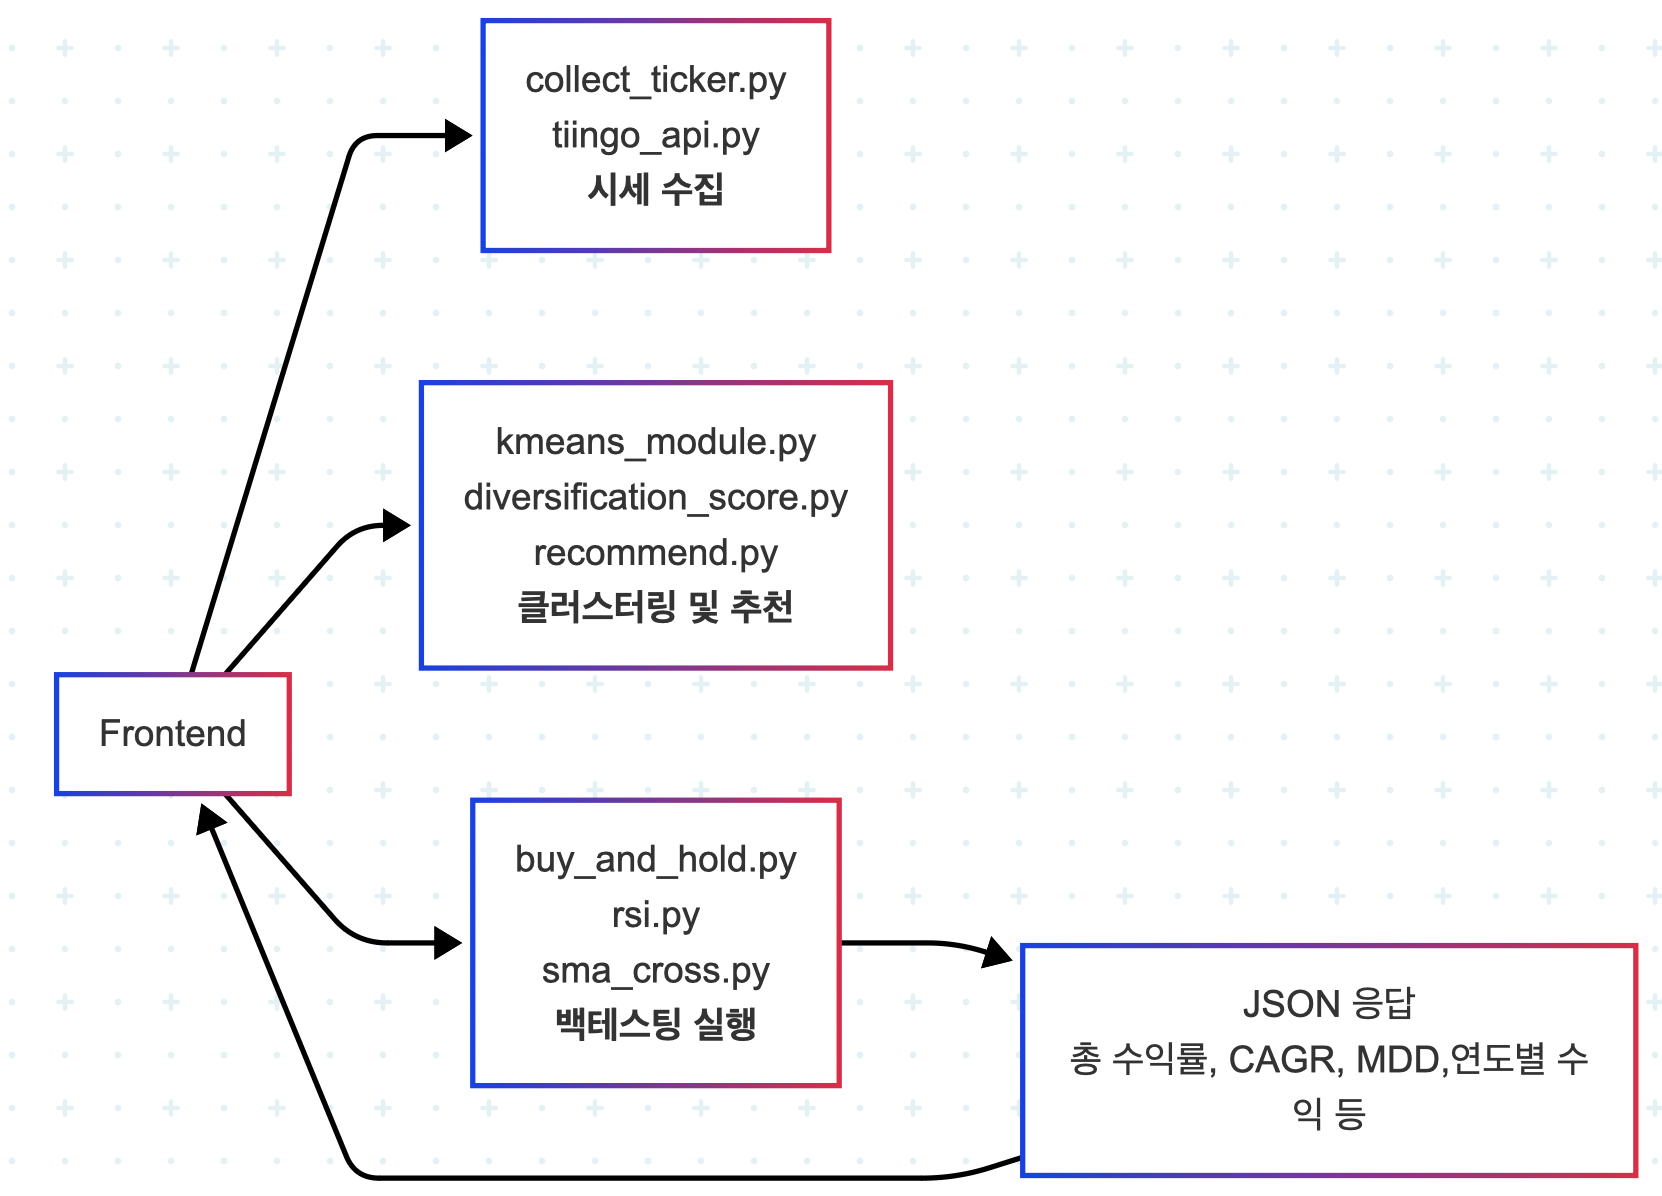 collect_ticker.py
tiingo_api.py
시세 수집
kmeans_module.py
diversification_score.py
recommend.py
클러스터링 및 추천
Frontend
buy_and_hold.py
rsi.py
sma_cross.py
백테스팅 실행
JSON 응답
총 수익률, CAGR, MDD,연도별 수
익 등